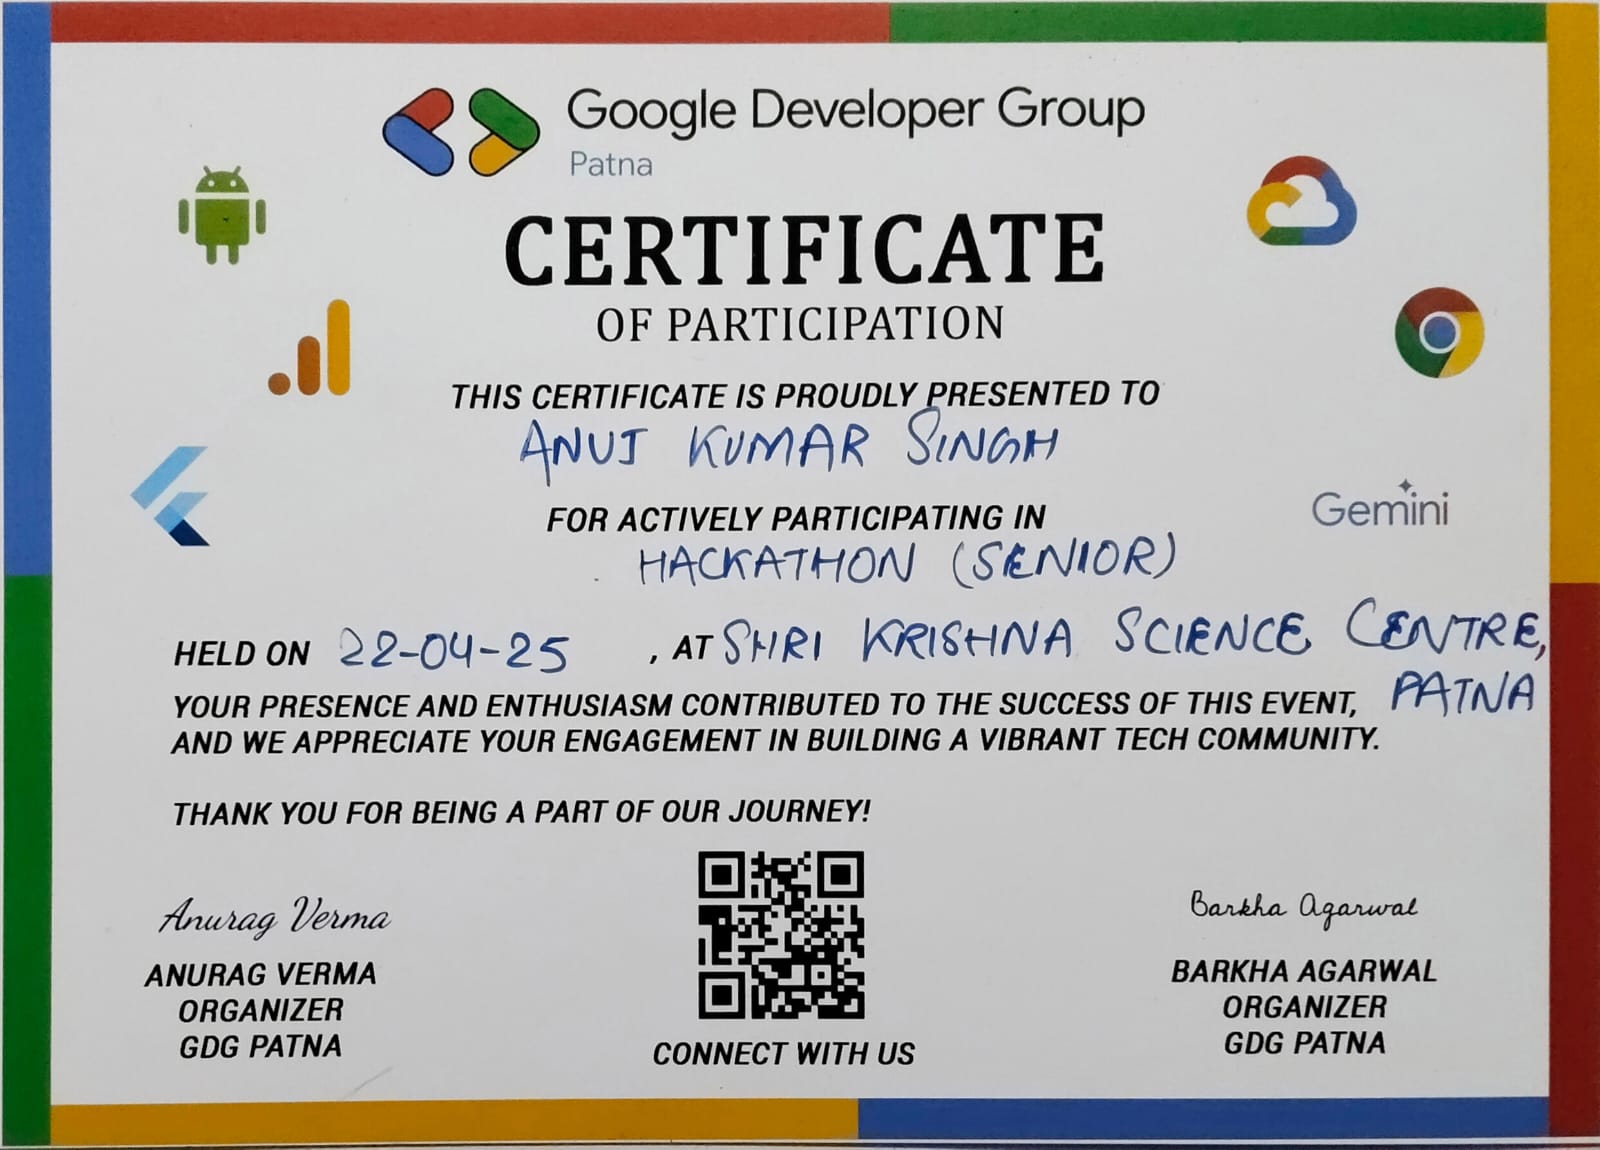 Google Developer Group
Patna
CERTIFICATE
OF PARTICIPATION
THIS CERTIFICATE IS PROUDLY PRESENTED TO
ANUJ KUMAR SINGH
FOR ACTIVELY PARTICIPATING IN
HACKATHON (SENIOR)
Gemini
HELD ON 22-04-25 , AT SHRI KRISHNA SCIENCE CENTRE,
PATNA
YOUR PRESENCE AND ENTHUSIASM CONTRIBUTED TO THE SUCCESS OF THIS EVENT,
AND WE APPRECIATE YOUR ENGAGEMENT IN BUILDING A VIBRANT TECH COMMUNITY.
THANK YOU FOR BEING A PART OF OUR JOURNEY!
Anurag Verma
ANURAG VERMA
ORGANIZER
GDG PATNA
CONNECT WITH US
Barkha Agarwal
BARKHA AGARWAL
ORGANIZER
GDG PATNA